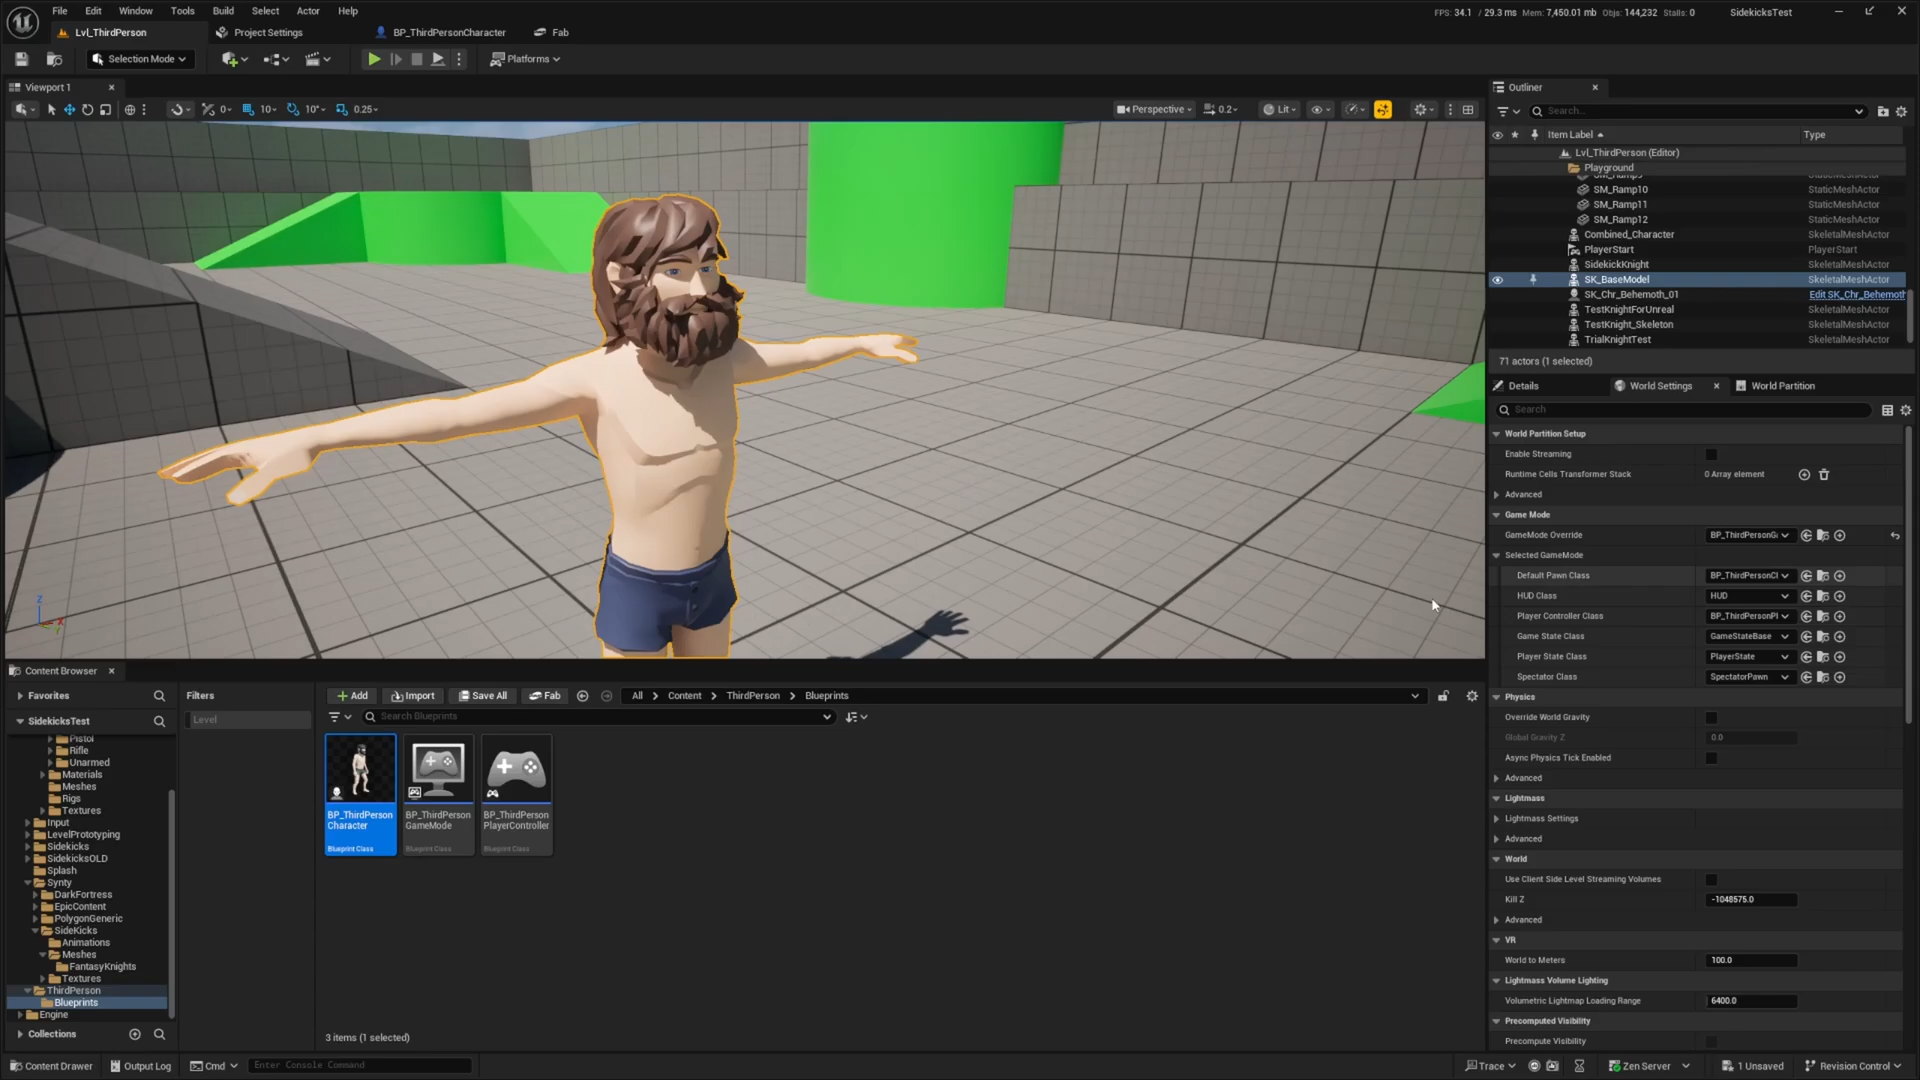 File Edit Window Tools Build Select Actor Help
FPS: 34.1 / 29.3 ms Mem: 7,450.01 mb Objs: 144,232 Stalls: 0 SidekicksTest
Lvl_ThirdPerson Project Settings BP_ThirdPersonCharacter Fab
Selection Mode Platforms
Viewport 1
0 10 10° 0.25
Perspective 0.2 Lit
Outliner
Search...
Item Label Type
Lvl_ThirdPerson (Editor)
Playground
SM_Ramp9 StaticMeshActor
SM_Ramp10 StaticMeshActor
SM_Ramp11 StaticMeshActor
SM_Ramp12 StaticMeshActor
Combined_Character SkeletalMeshActor
PlayerStart PlayerStart
SidekickKnight SkeletalMeshActor
SK_BaseModel SkeletalMeshActor
SK_Chr_Behemoth_01 Edit SK_Chr_Behemoth
TestKnightForUnreal SkeletalMeshActor
TestKnight_Skeleton SkeletalMeshActor
TrialKnightTest SkeletalMeshActor
71 actors (1 selected)
Details World Settings World Partition
Search
World Partition Setup
Enable Streaming
Runtime Cells Transformer Stack 0 Array element
Advanced
Game Mode
GameMode Override BP_ThirdPersonG
Selected GameMode
Default Pawn Class BP_ThirdPersonCl
HUD Class HUD
Player Controller Class BP_ThirdPersonPl
Game State Class GameStateBase
Player State Class PlayerState
Spectator Class SpectatorPawn
Physics
Override World Gravity
Global Gravity Z 0.0
Async Physics Tick Enabled
Advanced
Lightmass
Lightmass Settings
Advanced
World
Use Client Side Level Streaming Volumes
Kill Z -1048575.0
Advanced
VR
World to Meters 100.0
Lightmass Volume Lighting
Volumetric Lightmap Loading Range 6400.0
Precomputed Visibility
Precompute Visibility
Z X Y
Content Browser
Favorites
SidekicksTest
Pistol
Rifle
Unarmed
Materials
Meshes
Rigs
Textures
Input
LevelPrototyping
Sidekicks
SidekicksOLD
Splash
Synty
DarkFortress
EpicContent
PolygonGeneric
SideKicks
Animations
Meshes
FantasyKnights
Textures
ThirdPerson
Blueprints
Engine
Collections
Filters
Level
Add Import Save All Fab All Content ThirdPerson Blueprints
Search Blueprints
BP_ThirdPerson
Character
Blueprint Class
BP_ThirdPerson
GameMode
Blueprint Class
BP_ThirdPerson
PlayerController
Blueprint Class
3 items (1 selected)
Content Drawer Output Log Cmd Enter Console Command
Trace Zen Server 1 Unsaved Revision Control